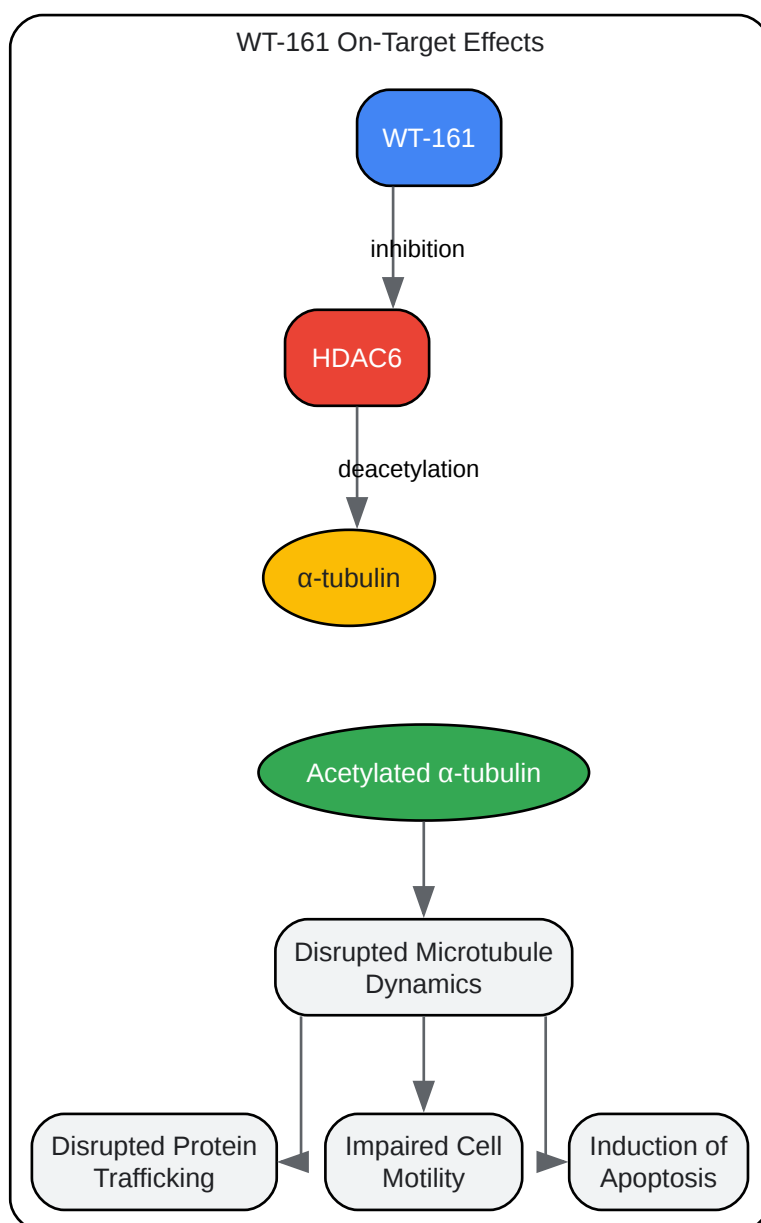 WT-161 On-Target Effects
WT-161
inhibition
HDAC6
deacetylation
α-tubulin
Acetylated α-tubulin
Disrupted Microtubule
Dynamics
Disrupted Protein
Trafficking
Impaired Cell
Motility
Induction of
Apoptosis